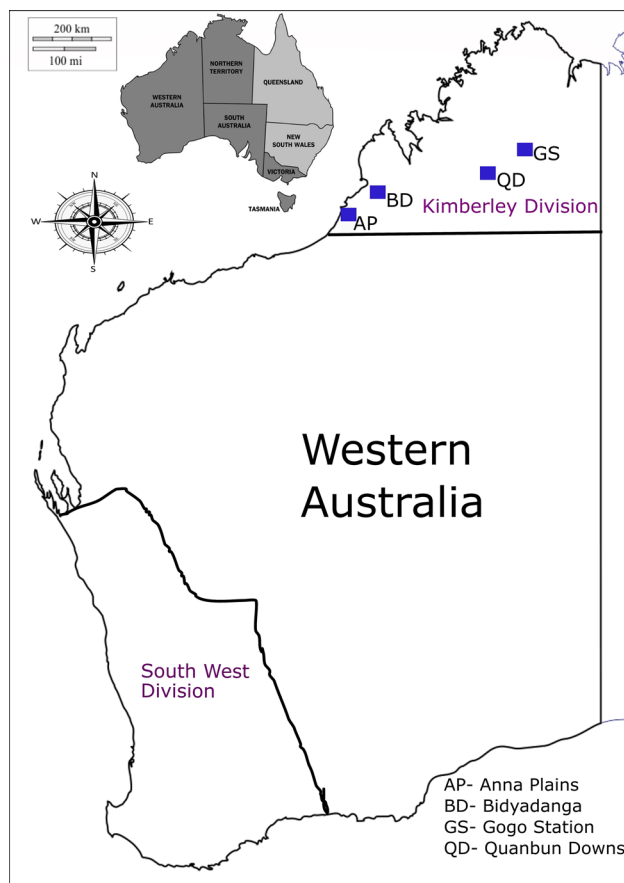 200 km
100 mi
NORTHERN
TERRITORY
QUEENSLAND
WESTERN
AUSTRALIA
SOUTH
AUSTRALIA
NEW
SOUTH WALES
VICTORIA
TASMANIA
N
W
E
S
GS
QD
BD
AP
Kimberley Division
Western
Australia
South West
Division
AP- Anna Plains
BD- Bidyadanga
GS- Gogo Station
QD- Quanbun Downs